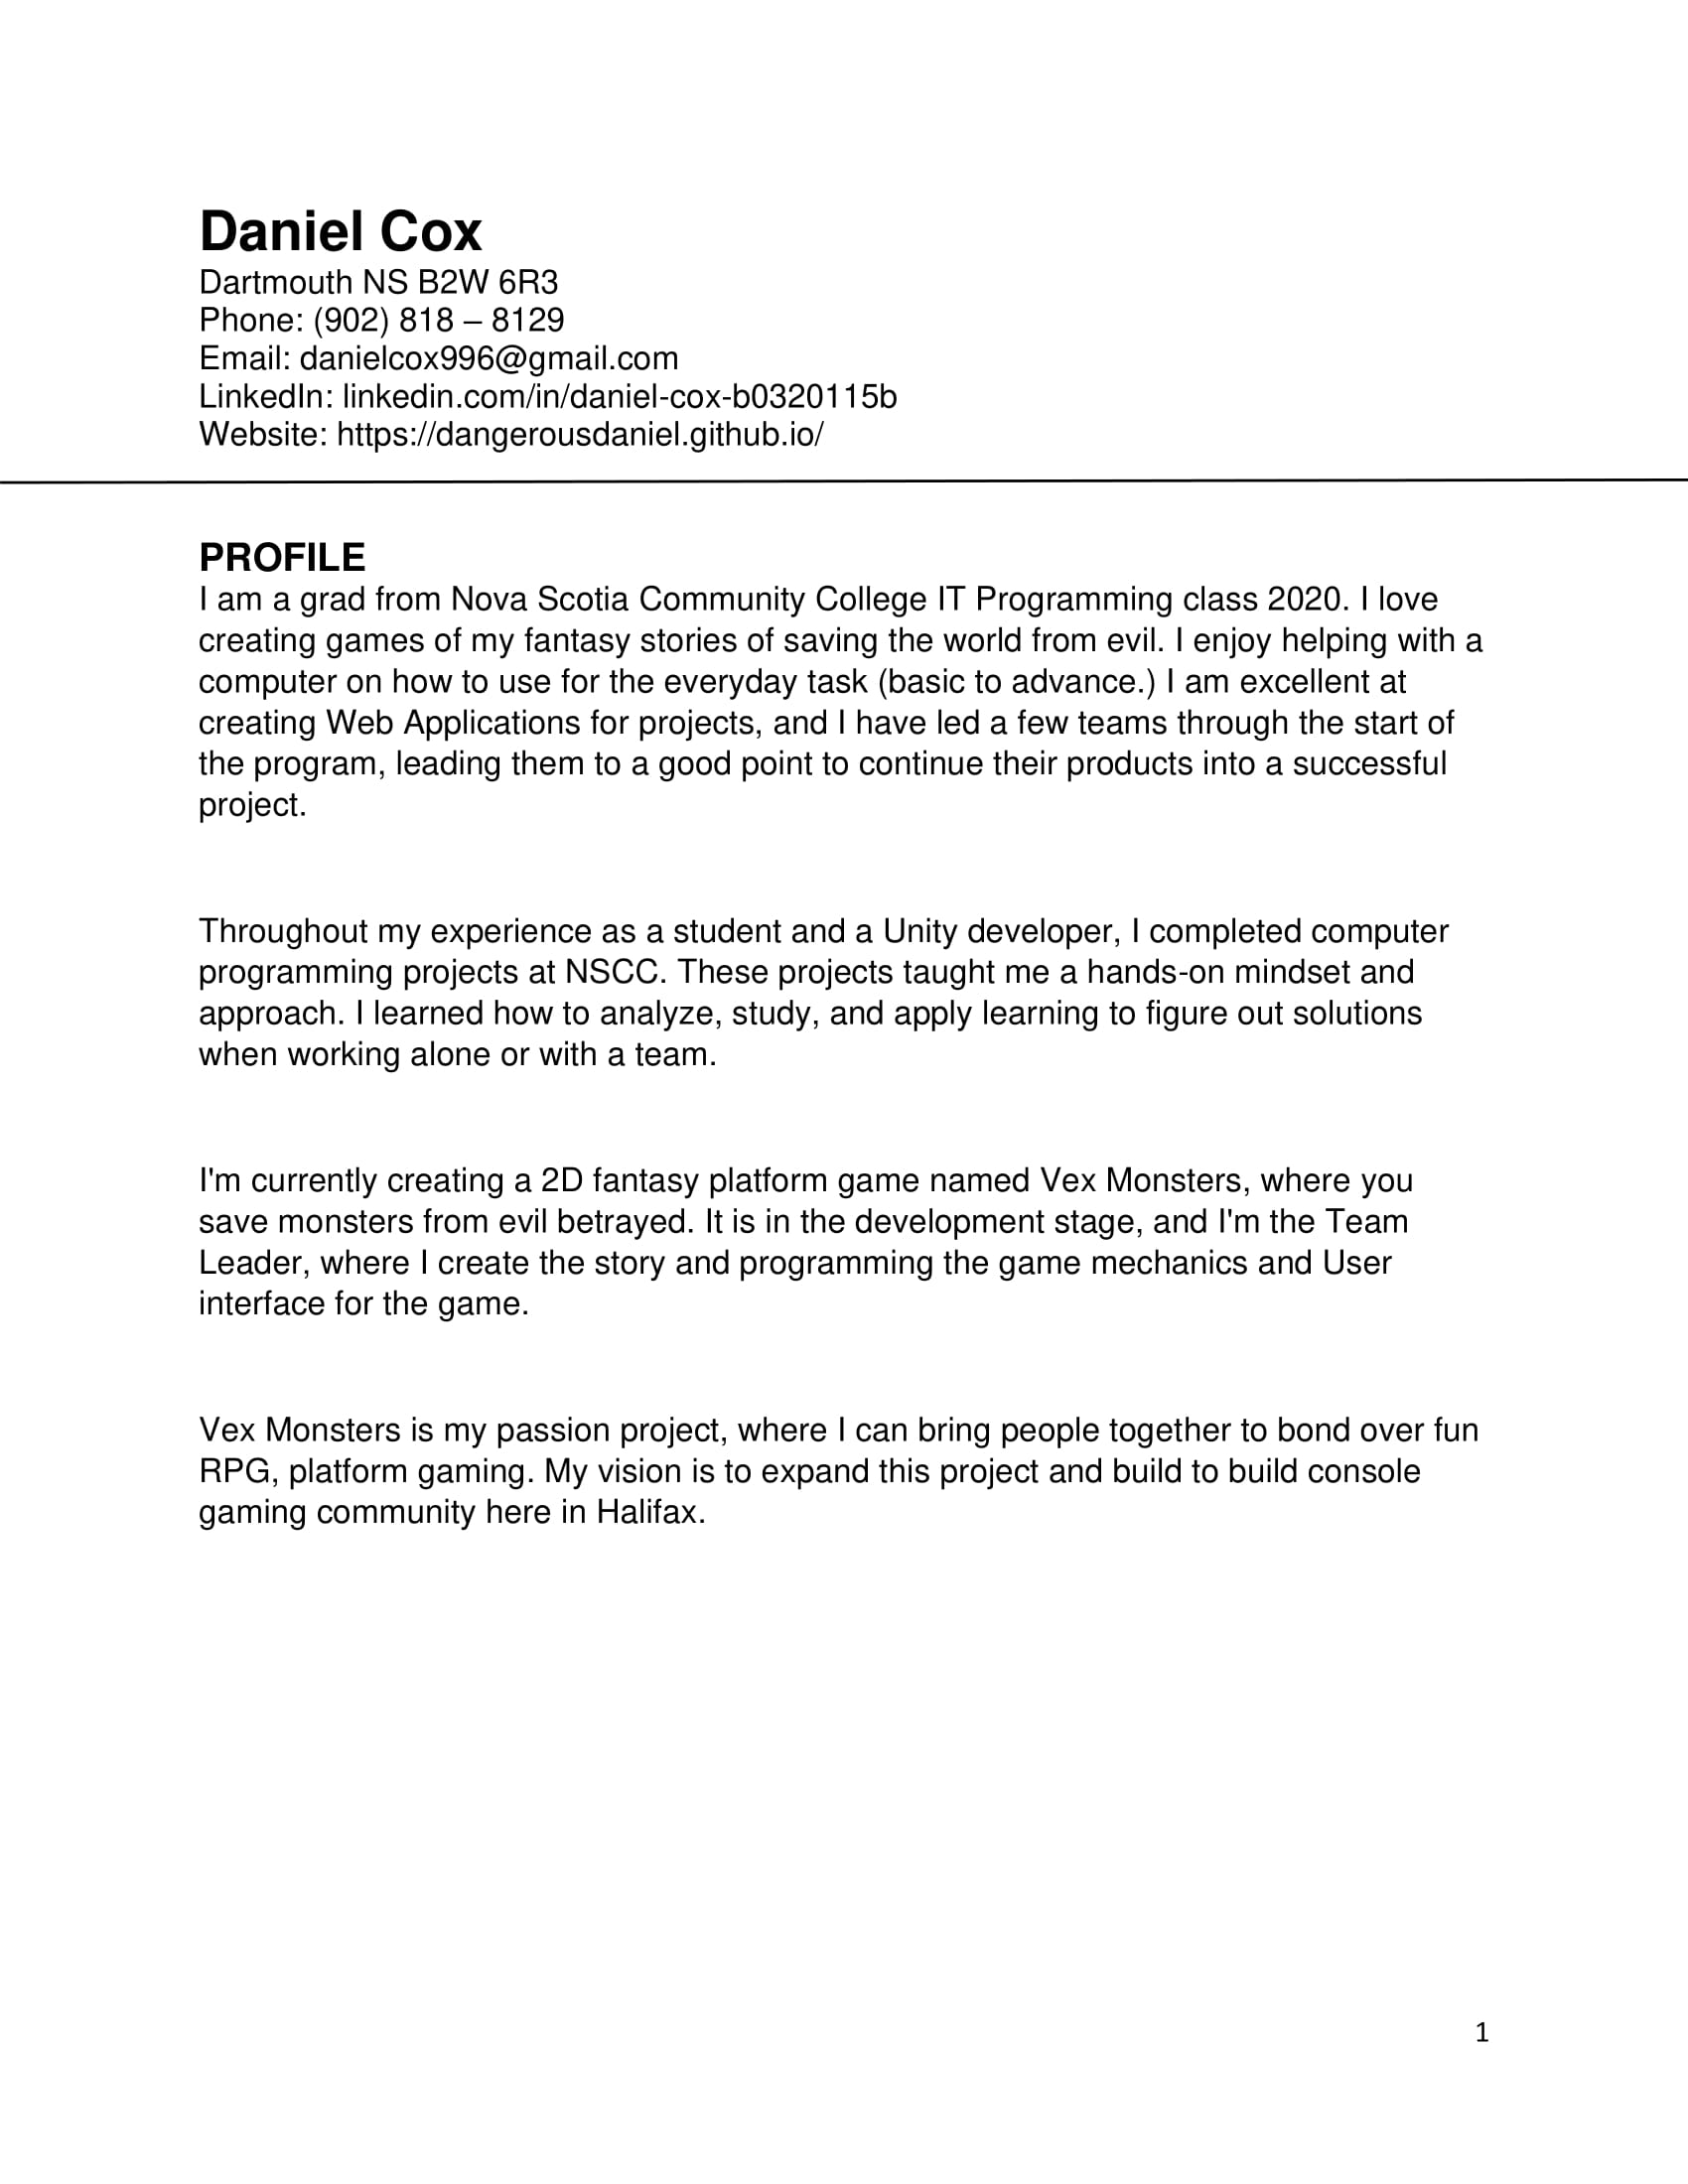 Daniel Cox
Dartmouth NS B2W 6R3
Phone: (902) 818 – 8129
Email: danielcox996@gmail.com
LinkedIn: linkedin.com/in/daniel-cox-b0320115b
Website: https://dangerousdaniel.github.io/
PROFILE
I am a grad from Nova Scotia Community College IT Programming class 2020. I love
creating games of my fantasy stories of saving the world from evil. I enjoy helping with a
computer on how to use for the everyday task (basic to advance.) I am excellent at
creating Web Applications for projects, and I have led a few teams through the start of
the program, leading them to a good point to continue their products into a successful
project.
Throughout my experience as a student and a Unity developer, I completed computer
programming projects at NSCC. These projects taught me a hands-on mindset and
approach. I learned how to analyze, study, and apply learning to figure out solutions
when working alone or with a team.
I'm currently creating a 2D fantasy platform game named Vex Monsters, where you
save monsters from evil betrayed. It is in the development stage, and I'm the Team
Leader, where I create the story and programming the game mechanics and User
interface for the game.
Vex Monsters is my passion project, where I can bring people together to bond over fun
RPG, platform gaming. My vision is to expand this project and build to build console
gaming community here in Halifax.
1